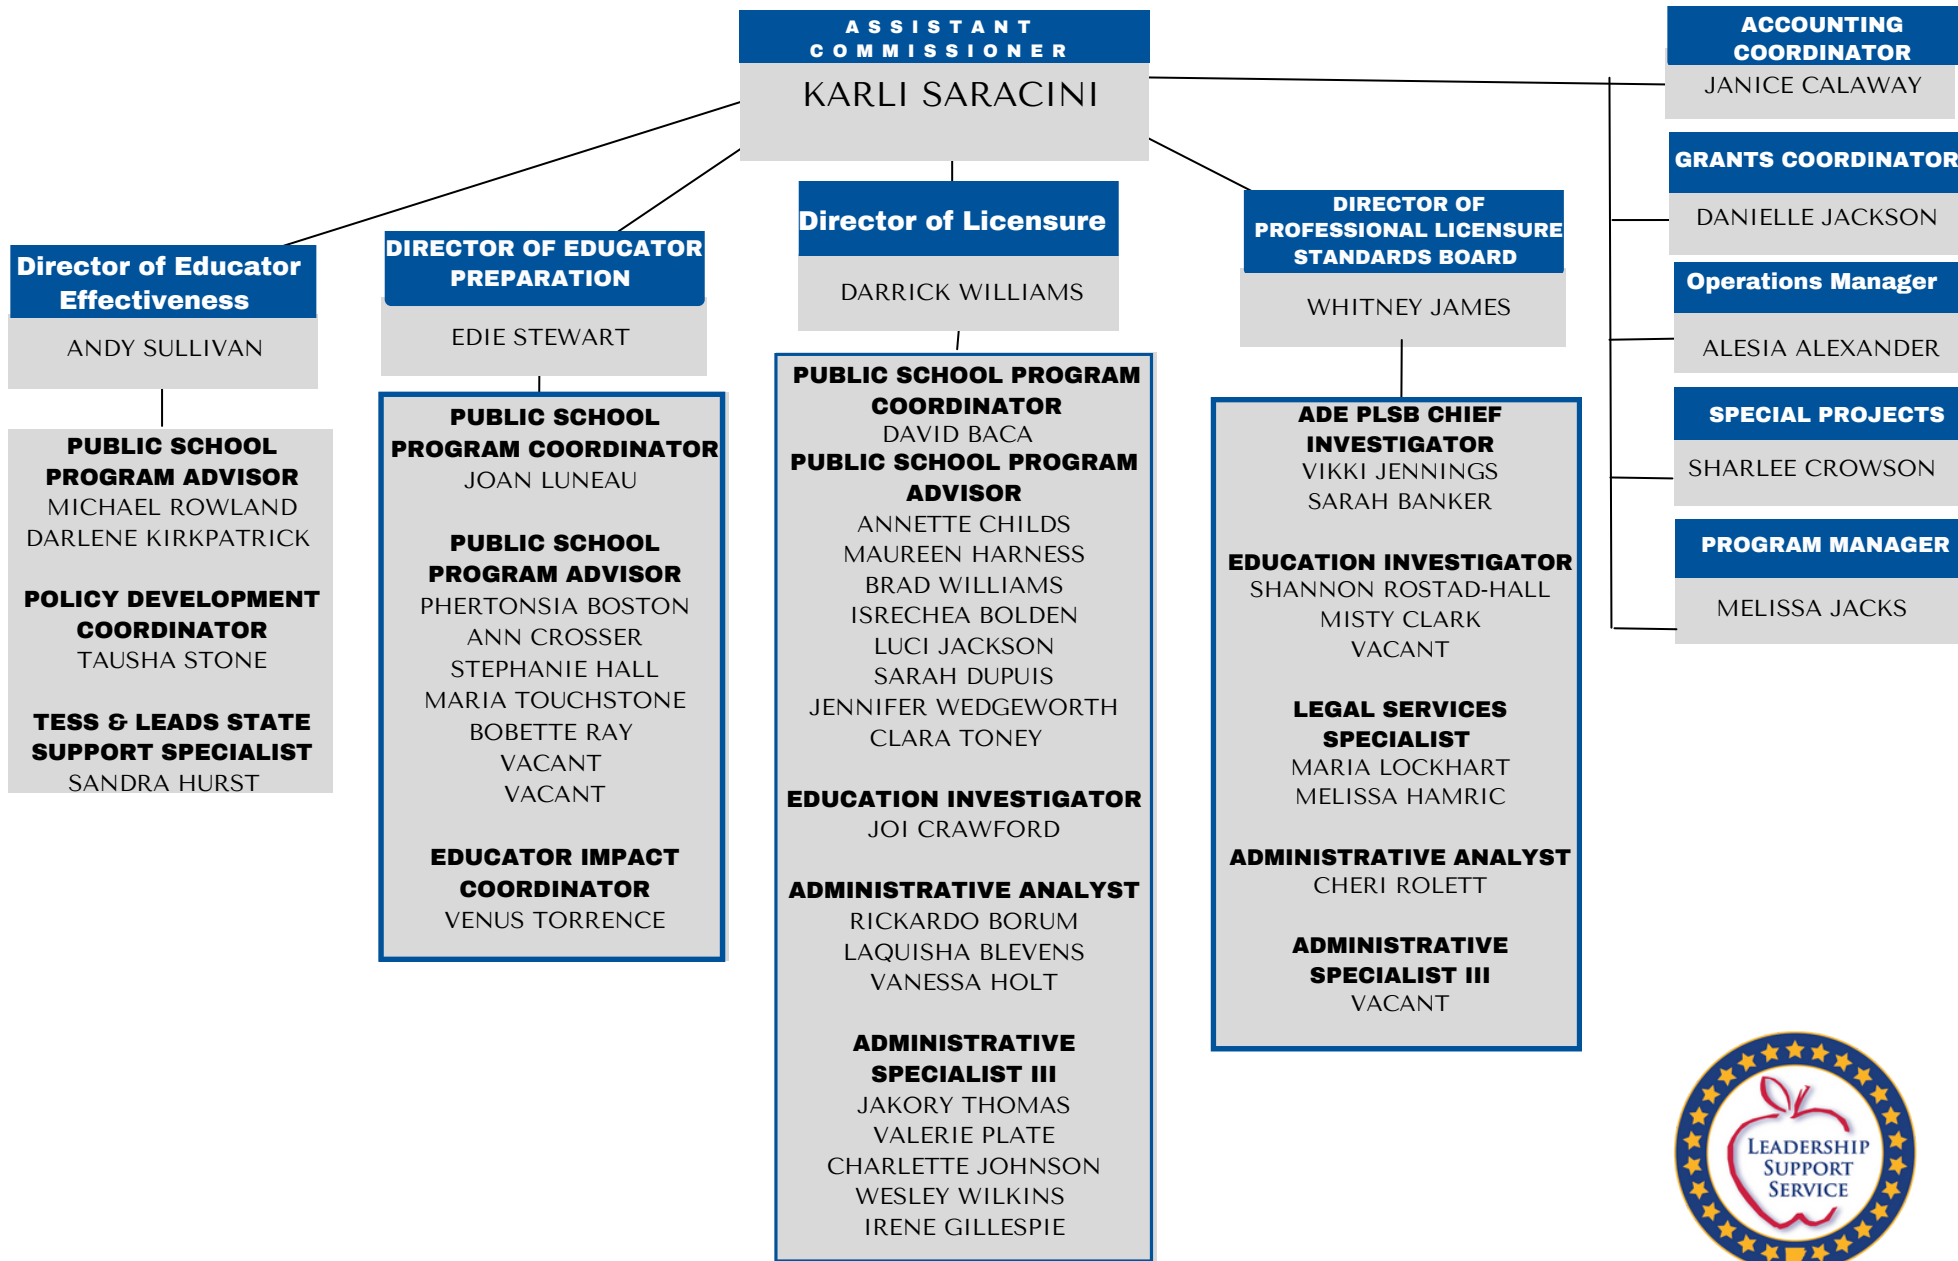 ASSISTANT
COMMISSIONER
KARLI SARACINI
ACCOUNTING
COORDINATOR
JANICE CALAWAY
GRANTS COORDINATOR
DANIELLE JACKSON
Operations Manager
ALESIA ALEXANDER
SPECIAL PROJECTS
SHARLEE CROWSON
PROGRAM MANAGER
MELISSA JACKS
Director of Educator
Effectiveness
ANDY SULLIVAN
PUBLIC SCHOOL
PROGRAM ADVISOR
MICHAEL ROWLAND
DARLENE KIRKPATRICK
POLICY DEVELOPMENT
COORDINATOR
TAUSHA STONE
TESS & LEADS STATE
SUPPORT SPECIALIST
SANDRA HURST
DIRECTOR OF EDUCATOR
PREPARATION
EDIE STEWART
PUBLIC SCHOOL
PROGRAM COORDINATOR
JOAN LUNEAU
PUBLIC SCHOOL
PROGRAM ADVISOR
PHERTONSIA BOSTON
ANN CROSSER
STEPHANIE HALL
MARIA TOUCHSTONE
BOBETTE RAY
VACANT
VACANT
EDUCATOR IMPACT
COORDINATOR
VENUS TORRENCE
Director of Licensure
DARRICK WILLIAMS
PUBLIC SCHOOL PROGRAM
COORDINATOR
DAVID BACA
PUBLIC SCHOOL PROGRAM
ADVISOR
ANNETTE CHILDS
MAUREEN HARNESS
BRAD WILLIAMS
ISRECHEA BOLDEN
LUCI JACKSON
SARAH DUPUIS
JENNIFER WEDGEWORTH
CLARA TONEY
EDUCATION INVESTIGATOR
JOI CRAWFORD
ADMINISTRATIVE ANALYST
RICKARDO BORUM
LAQUISHA BLEVENS
VANESSA HOLT
ADMINISTRATIVE
SPECIALIST III
JAKORY THOMAS
VALERIE PLATE
CHARLETTE JOHNSON
WESLEY WILKINS
IRENE GILLESPIE
DIRECTOR OF
PROFESSIONAL LICENSURE
STANDARDS BOARD
WHITNEY JAMES
ADE PLSB CHIEF
INVESTIGATOR
VIKKI JENNINGS
SARAH BANKER
EDUCATION INVESTIGATOR
SHANNON ROSTAD-HALL
MISTY CLARK
VACANT
LEGAL SERVICES
SPECIALIST
MARIA LOCKHART
MELISSA HAMRIC
ADMINISTRATIVE ANALYST
CHERI ROLETT
ADMINISTRATIVE
SPECIALIST III
VACANT
LEADERSHIP
SUPPORT
SERVICE